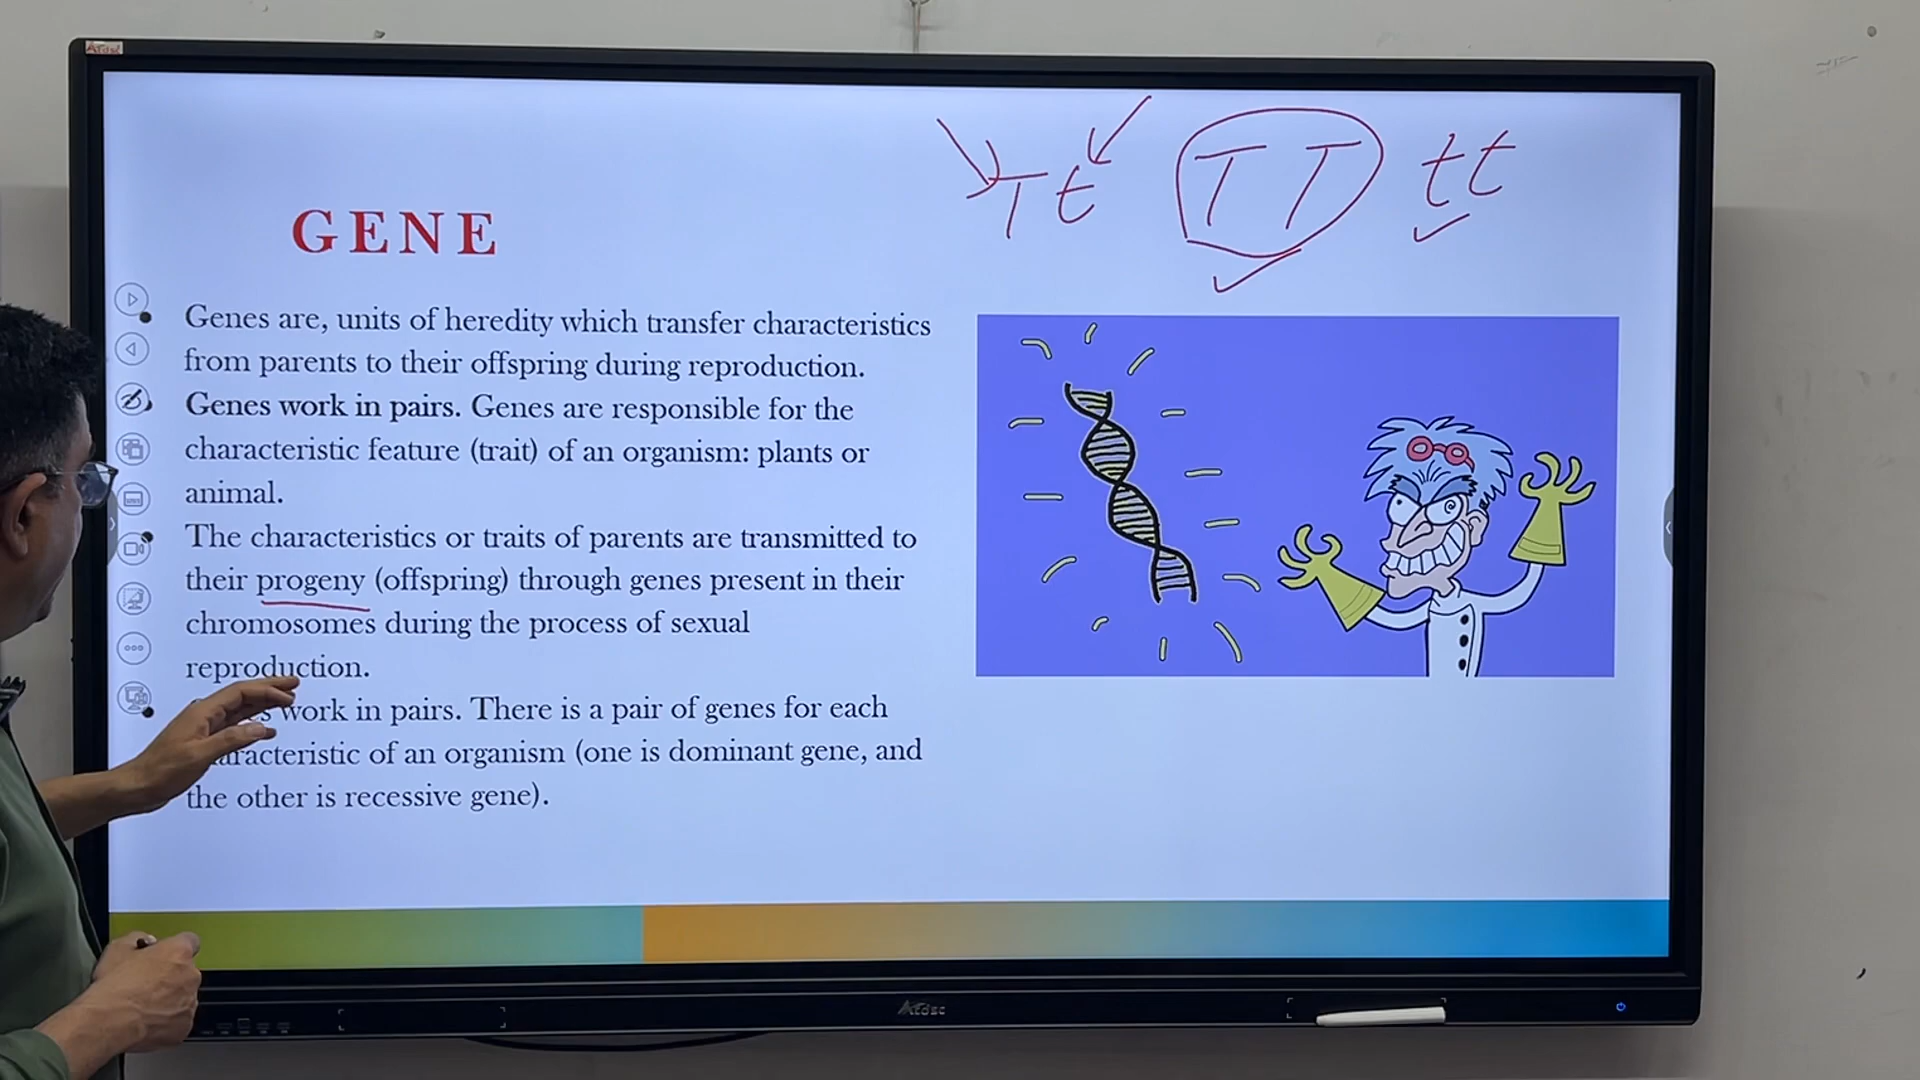 Atosc
T t TT tt
GENE
Genes are, units of heredity which transfer characteristics
from parents to their offspring during reproduction.
Genes work in pairs. Genes are responsible for the
characteristic feature (trait) of an organism: plants or
animal.
The characteristics or traits of parents are transmitted to
their progeny (offspring) through genes present in their
chromosomes during the process of sexual
reproduction.
work in pairs. There is a pair of genes for each
of an organism (one is dominant gene, and
the other is recessive gene).
Atosc